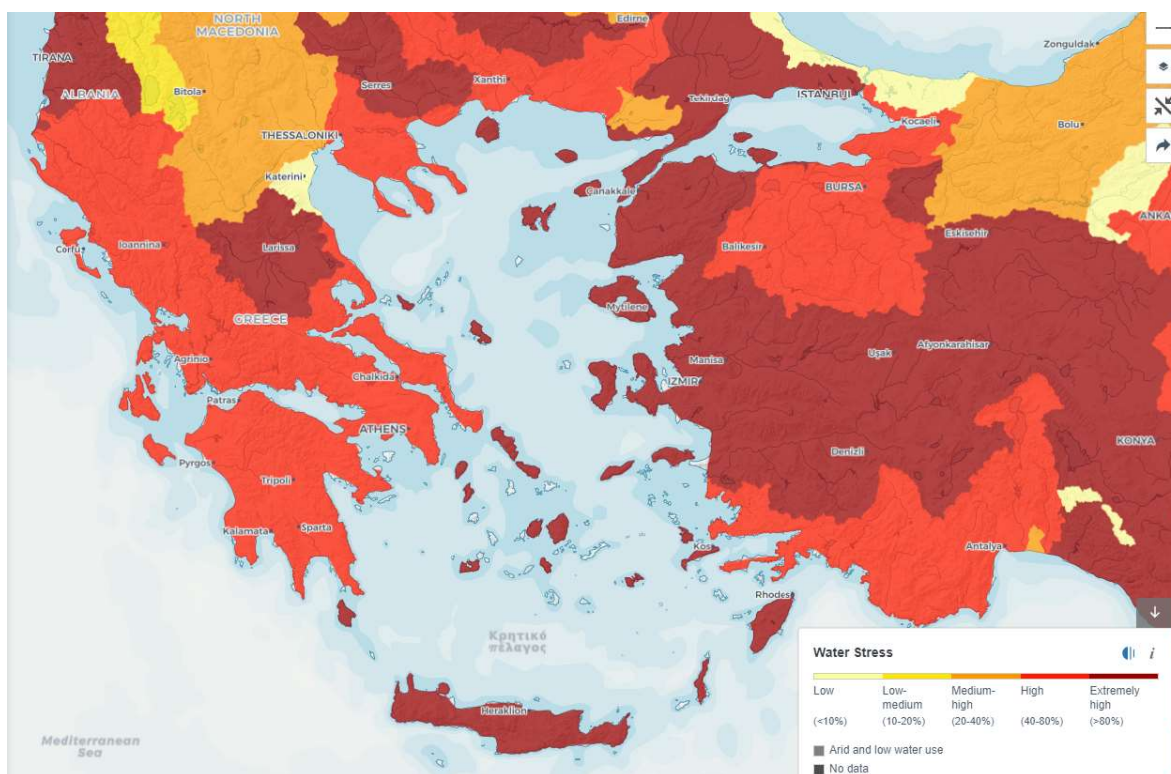 NORTH
MACEDONIA
Edirne
Zonguldak
TIRANA
ALBANIA
Bitola
Serres
Xanthi
Tekirdağ
ISTANBUL
Kocaeli
Bolu
THESSALONIKI
Katerini
Çanakkale
BURSA
ANKA
Corfu
Ioannina
Larissa
Balıkesir
Eskişehir
Mytilene
GREECE
Agrinio
Chalkida
Manisa
IZMIR
Uşak
Afyonkarahisar
Patras
ATHENS
KONYA
Pyrgos
Tripoli
Denizli
Kalamata
Sparta
Kos
Antalya
Rhodes
Κρητικό
πέλαγος
Heraklion
Mediterranean
Sea
Water Stress
i
Low Low-medium Medium-high High Extremely high
(<10%) (10-20%) (20-40%) (40-80%) (>80%)
Arid and low water use
No data